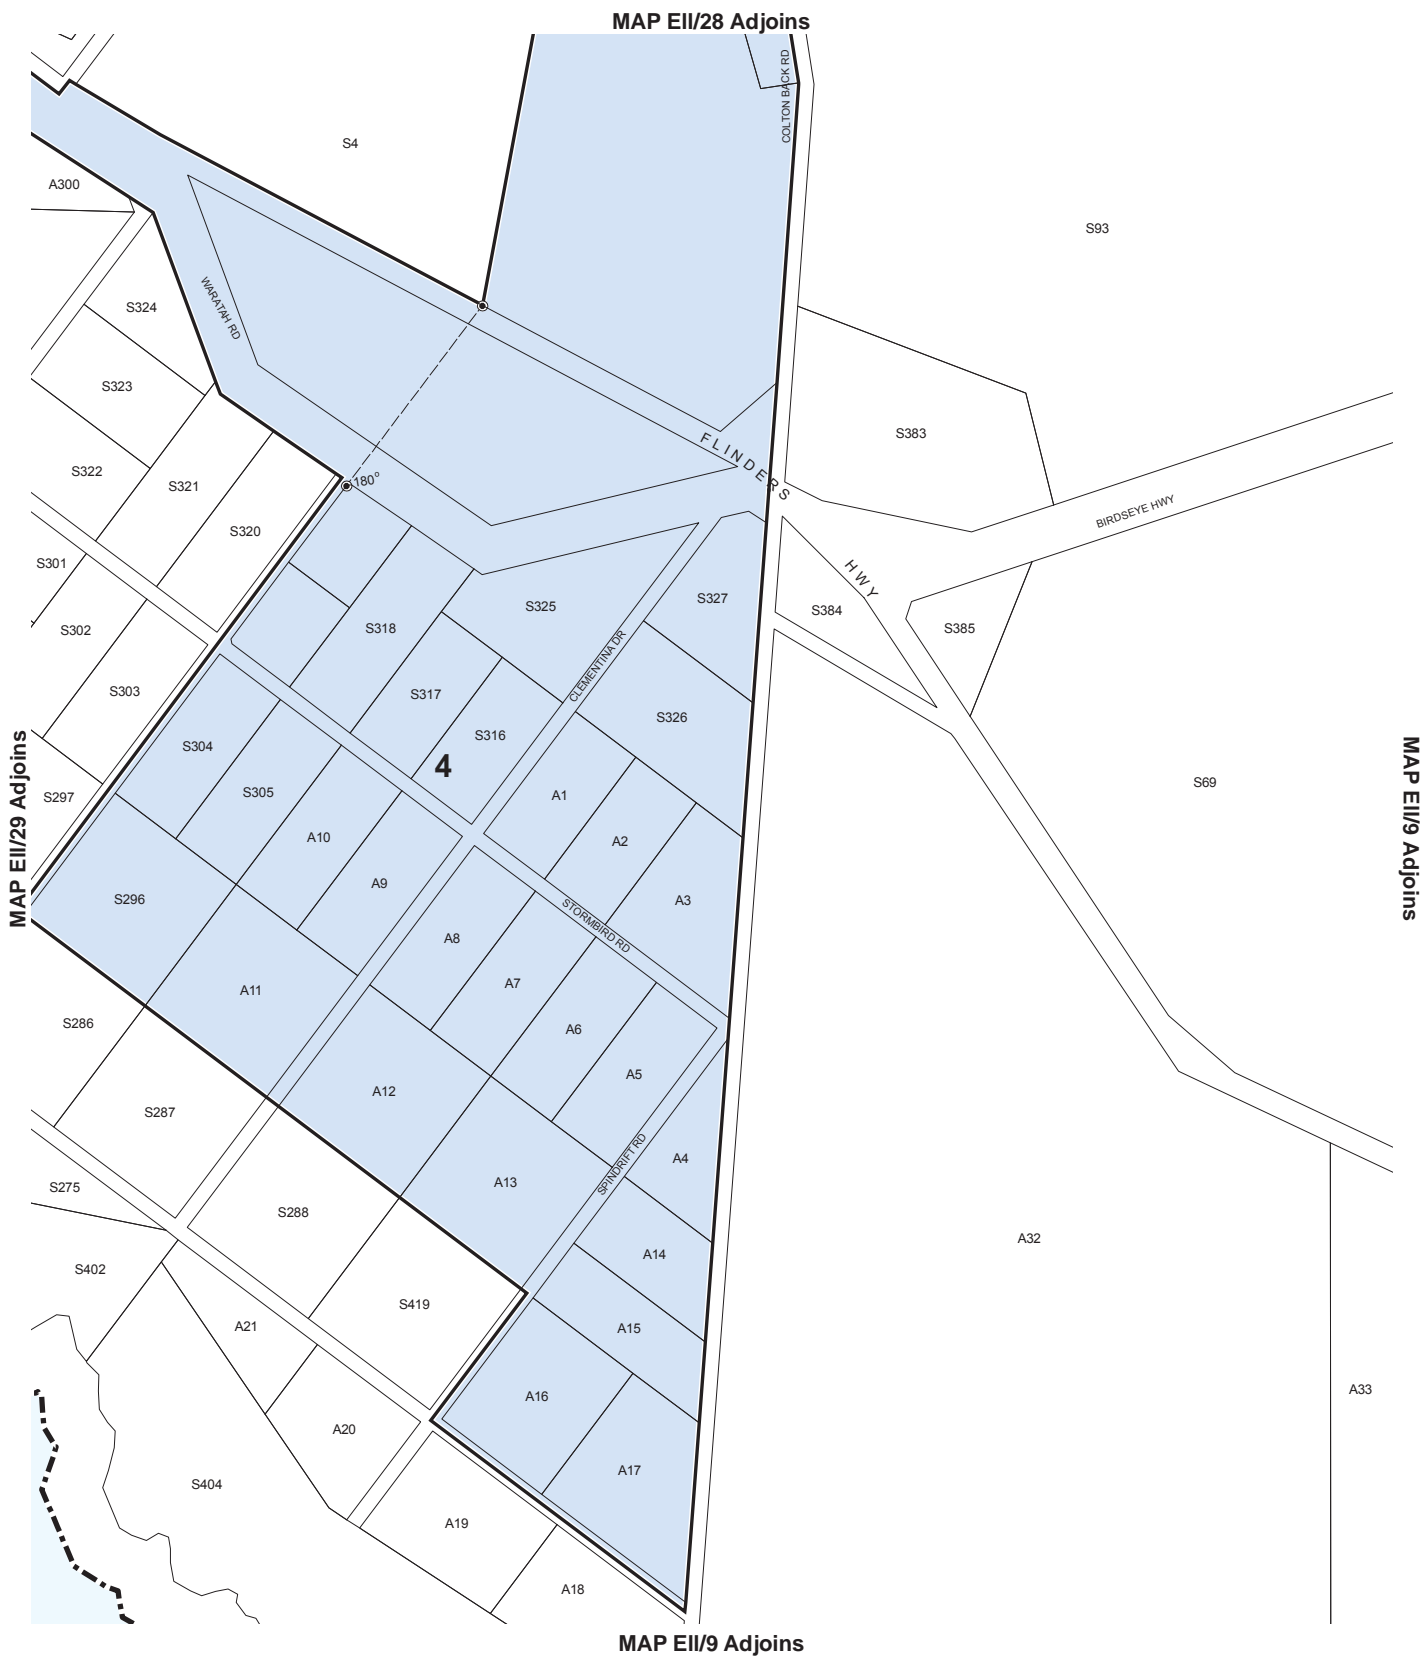 MAP EII/28 Adjoins
COLTON BACK RD
S4
A300
S93
WARATAH RD
S324
S323
S383
FLINDERS
S322
S321
180°
BIRDSEYE HWY
S320
S301
HWY
S325
S327
S384
S302
S318
S385
CLEMENTINA DR
S303
S317
S326
S304
S316
4
MAP EII/29 Adjoins
MAP EII/9 Adjoins
S297
S305
A1
S69
A10
A2
A9
S296
A3
STORMBIRD RD
A8
A7
A11
S286
A6
A5
A12
S287
A4
SPINDRIFT RD
A13
S275
S288
A32
A14
S402
S419
A21
A15
A16
A33
A20
A17
S404
A19
A18
MAP EII/9 Adjoins